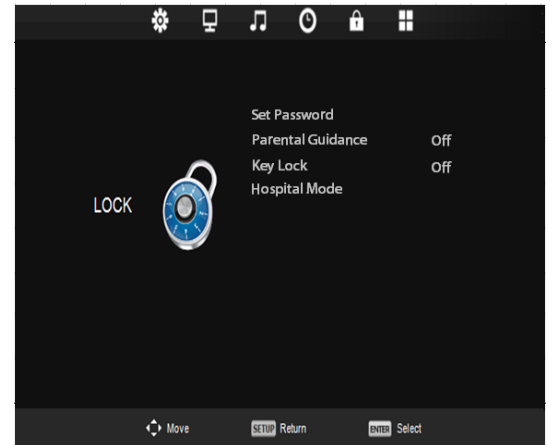 Set Password
Parental Guidance Off
Key Lock Off
Hospital Mode
LOCK
Move SETUP Return ENTER Select